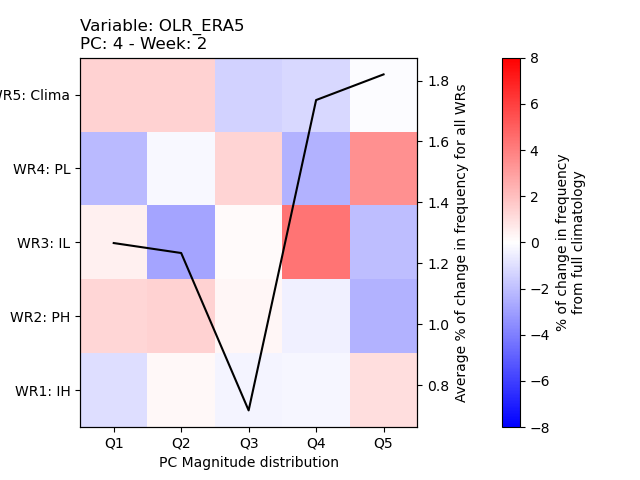 Variable: OLR_ERA5
PC: 4 - Week: 2
WR5: Clima
WR4: PL
WR3: IL
WR2: PH
WR1: IH
Q1 Q2 Q3 Q4 Q5
PC Magnitude distribution
1.8
1.6
1.4
1.2
1.0
0.8
Average % of change in frequency for all WRs
8
6
4
2
0
−2
−4
−6
−8
% of change in frequency
from full climatology